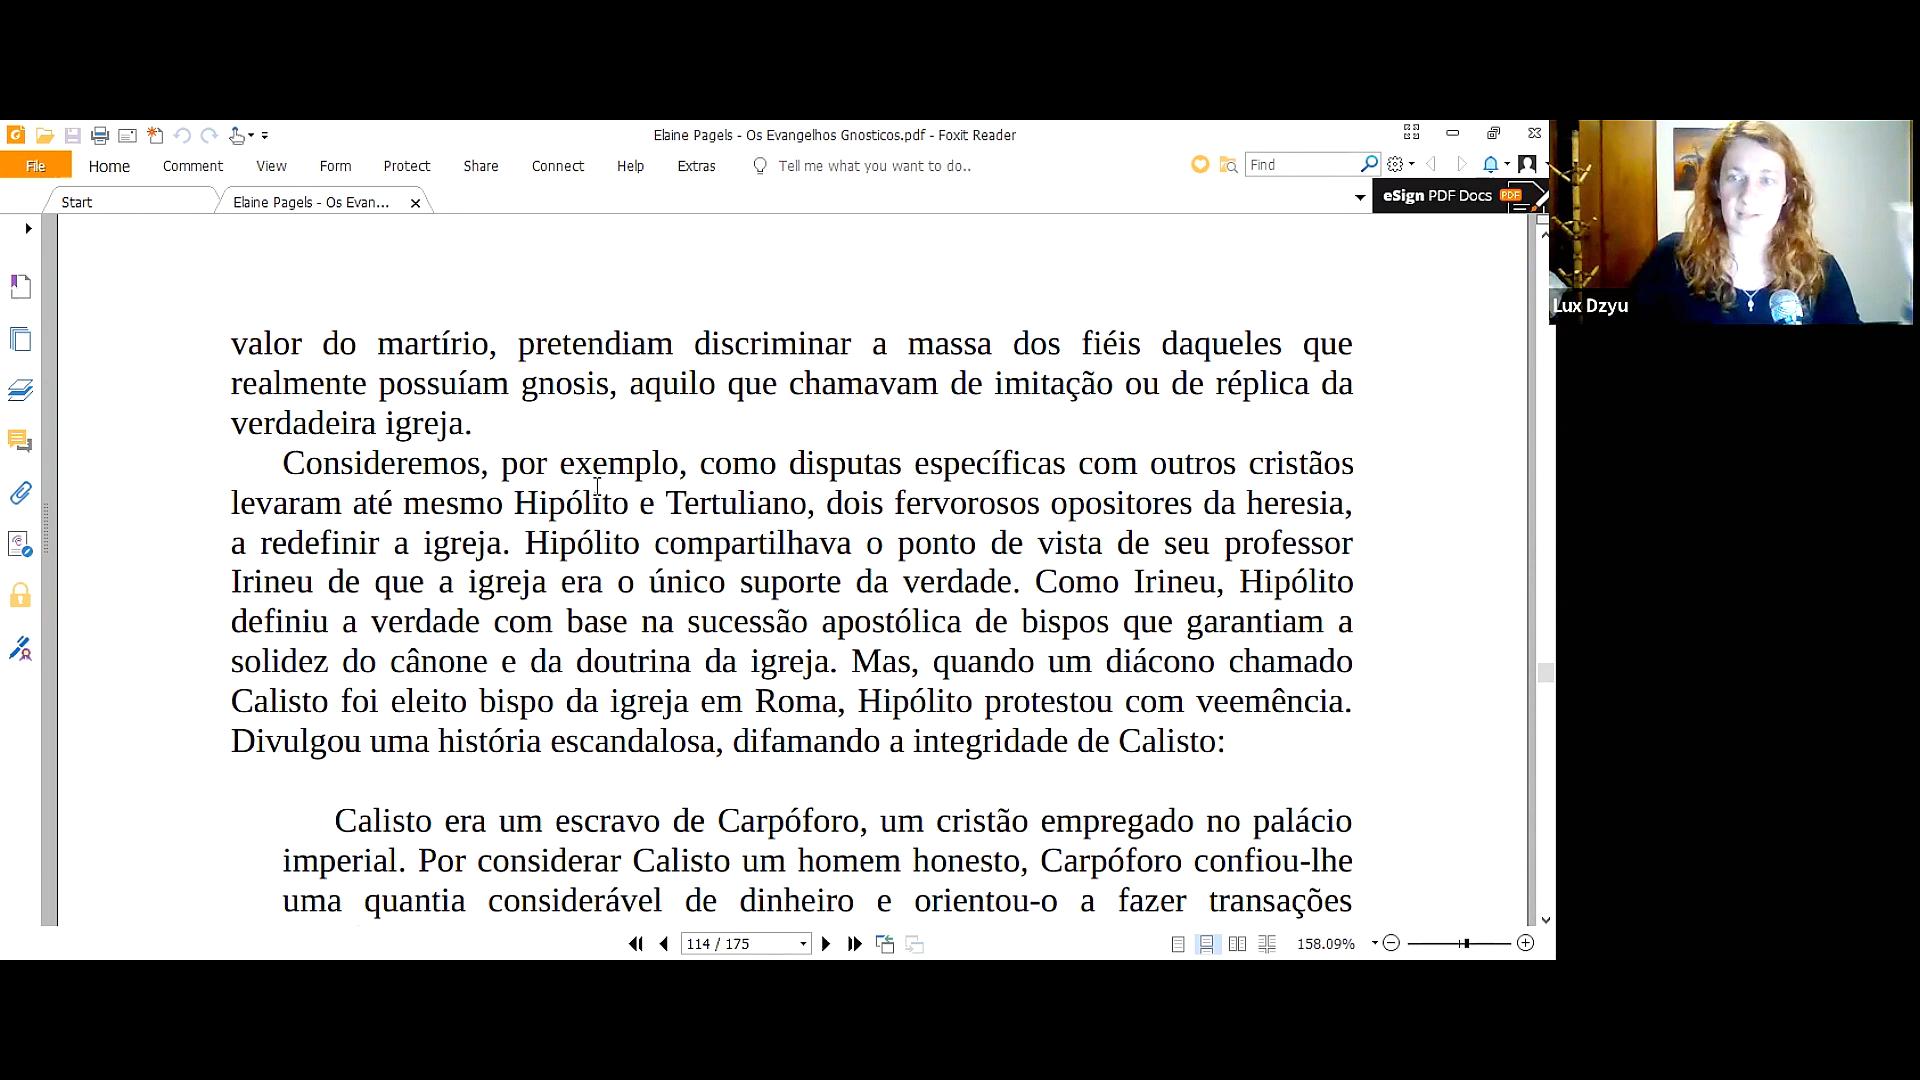 Elaine Pagels - Os Evangelhos Gnosticos.pdf - Foxit Reader
File Home Comment View Form Protect Share Connect Help Extras Tell me what you want to do.. Find
Start Elaine Pagels - Os Evan... eSign PDF Docs PDF
Lux Dzyu
valor do martírio, pretendiam discriminar a massa dos fiéis daqueles que
realmente possuíam gnosis, aquilo que chamavam de imitação ou de réplica da
verdadeira igreja.
Consideremos, por exemplo, como disputas específicas com outros cristãos
levaram até mesmo Hipólito e Tertuliano, dois fervorosos opositores da heresia,
a redefinir a igreja. Hipólito compartilhava o ponto de vista de seu professor
Irineu de que a igreja era o único suporte da verdade. Como Irineu, Hipólito
definiu a verdade com base na sucessão apostólica de bispos que garantiam a
solidez do cânone e da doutrina da igreja. Mas, quando um diácono chamado
Calisto foi eleito bispo da igreja em Roma, Hipólito protestou com veemência.
Divulgou uma história escandalosa, difamando a integridade de Calisto:
Calisto era um escravo de Carpóforo, um cristão empregado no palácio
imperial. Por considerar Calisto um homem honesto, Carpóforo confiou-lhe
uma quantia considerável de dinheiro e orientou-o a fazer transações
114 / 175 158.09%